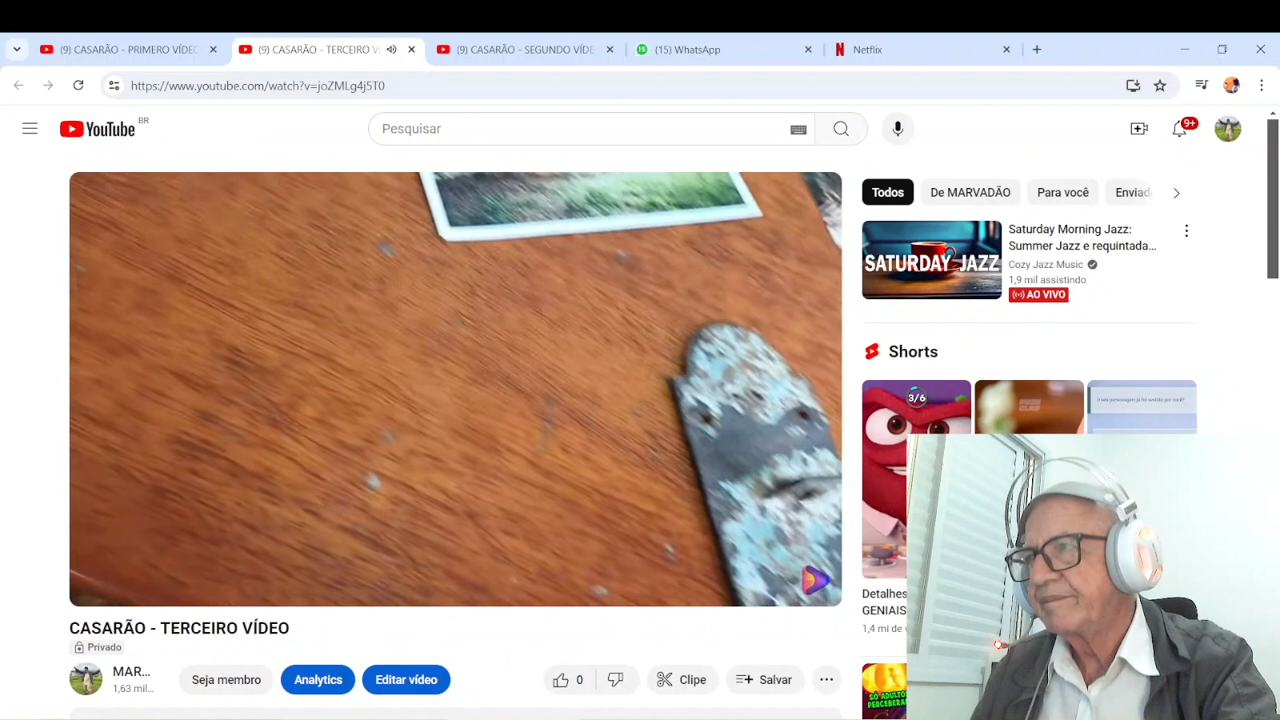 (9) CASARÃO - PRIMERO VÍDEO
(9) CASARÃO - TERCEIRO V
(9) CASARÃO - SEGUNDO VÍDE
(15) WhatsApp
Netflix
https://www.youtube.com/watch?v=joZMLg4j5T0
YouTube BR
Pesquisar
9+
Todos
De MARVADÃO
Para você
Enviad
SATURDAY JAZZ
Saturday Morning Jazz:
Summer Jazz e requintada...
Cozy Jazz Music
1,9 mil assistindo
AO VIVO
Shorts
3/6
Detalhes
GENIAIS
1,4 mi de v
SÓ ADULTOS
PERCEBERA
CASARÃO - TERCEIRO VÍDEO
Privado
MAR...
1,63 mil...
Seja membro
Analytics
Editar vídeo
0
Clipe
Salvar